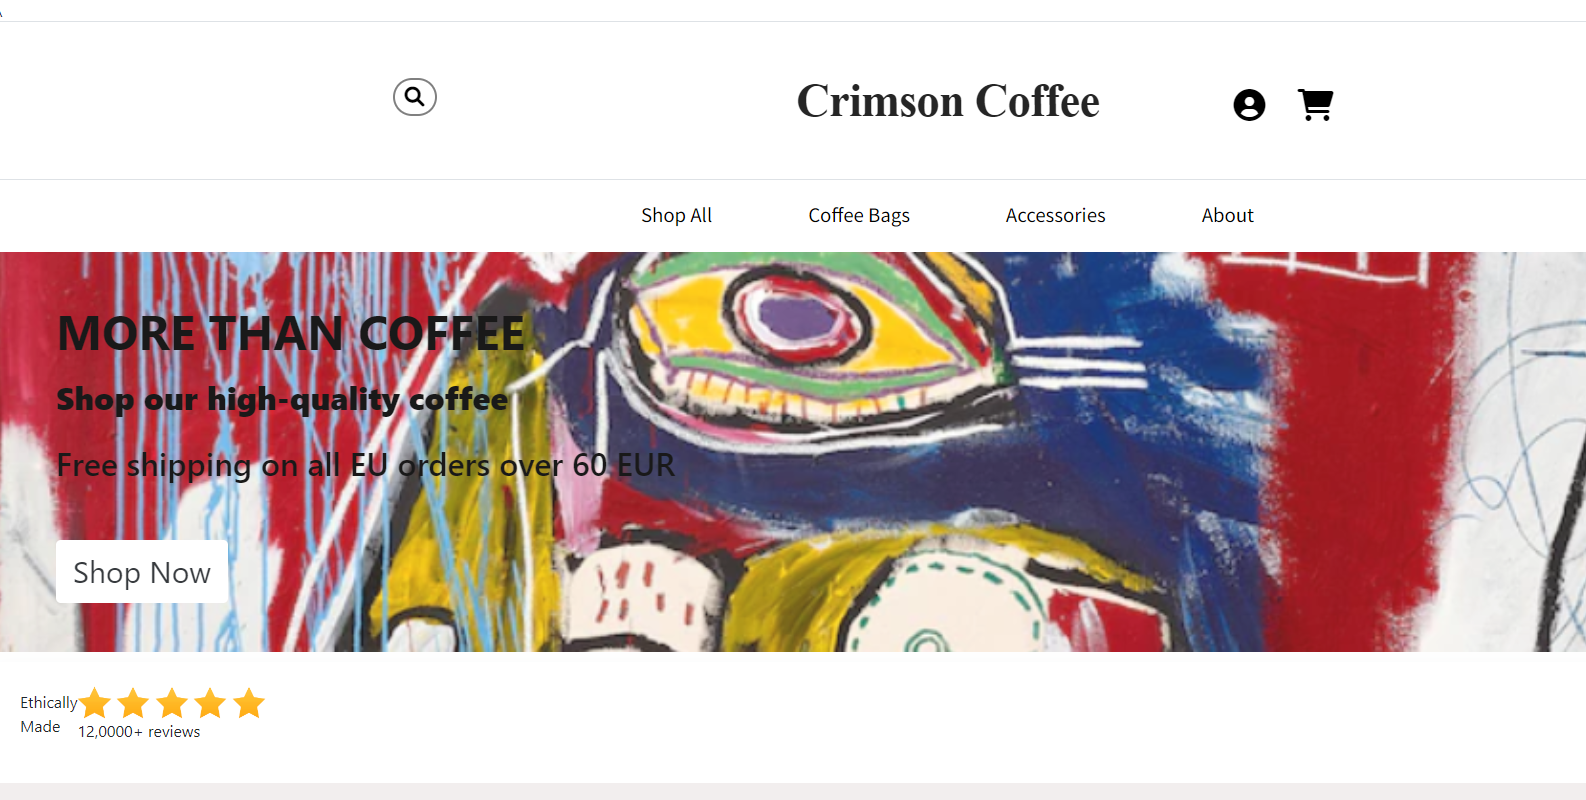 Crimson Coffee
Shop All Coffee Bags Accessories About
MORE THAN COFFEE
Shop our high-quality coffee
Free shipping on all EU orders over 60 EUR
Shop Now
Ethically
Made
12,0000+ reviews